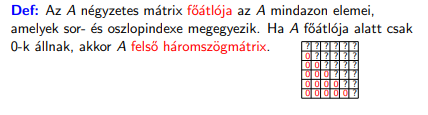 Def: Az A négyzetes mátrix főátlója az A mindazon elemei,
amelyek sor- és oszlopindexe megegyezik. Ha A főátlója alatt csak
0-k állnak, akkor A felső háromszögmátrix.
? ? ? ? ? ?
0 ? ? ? ? ?
0 0 ? ? ? ?
0 0 0 ? ? ?
0 0 0 0 ? ?
0 0 0 0 0 ?